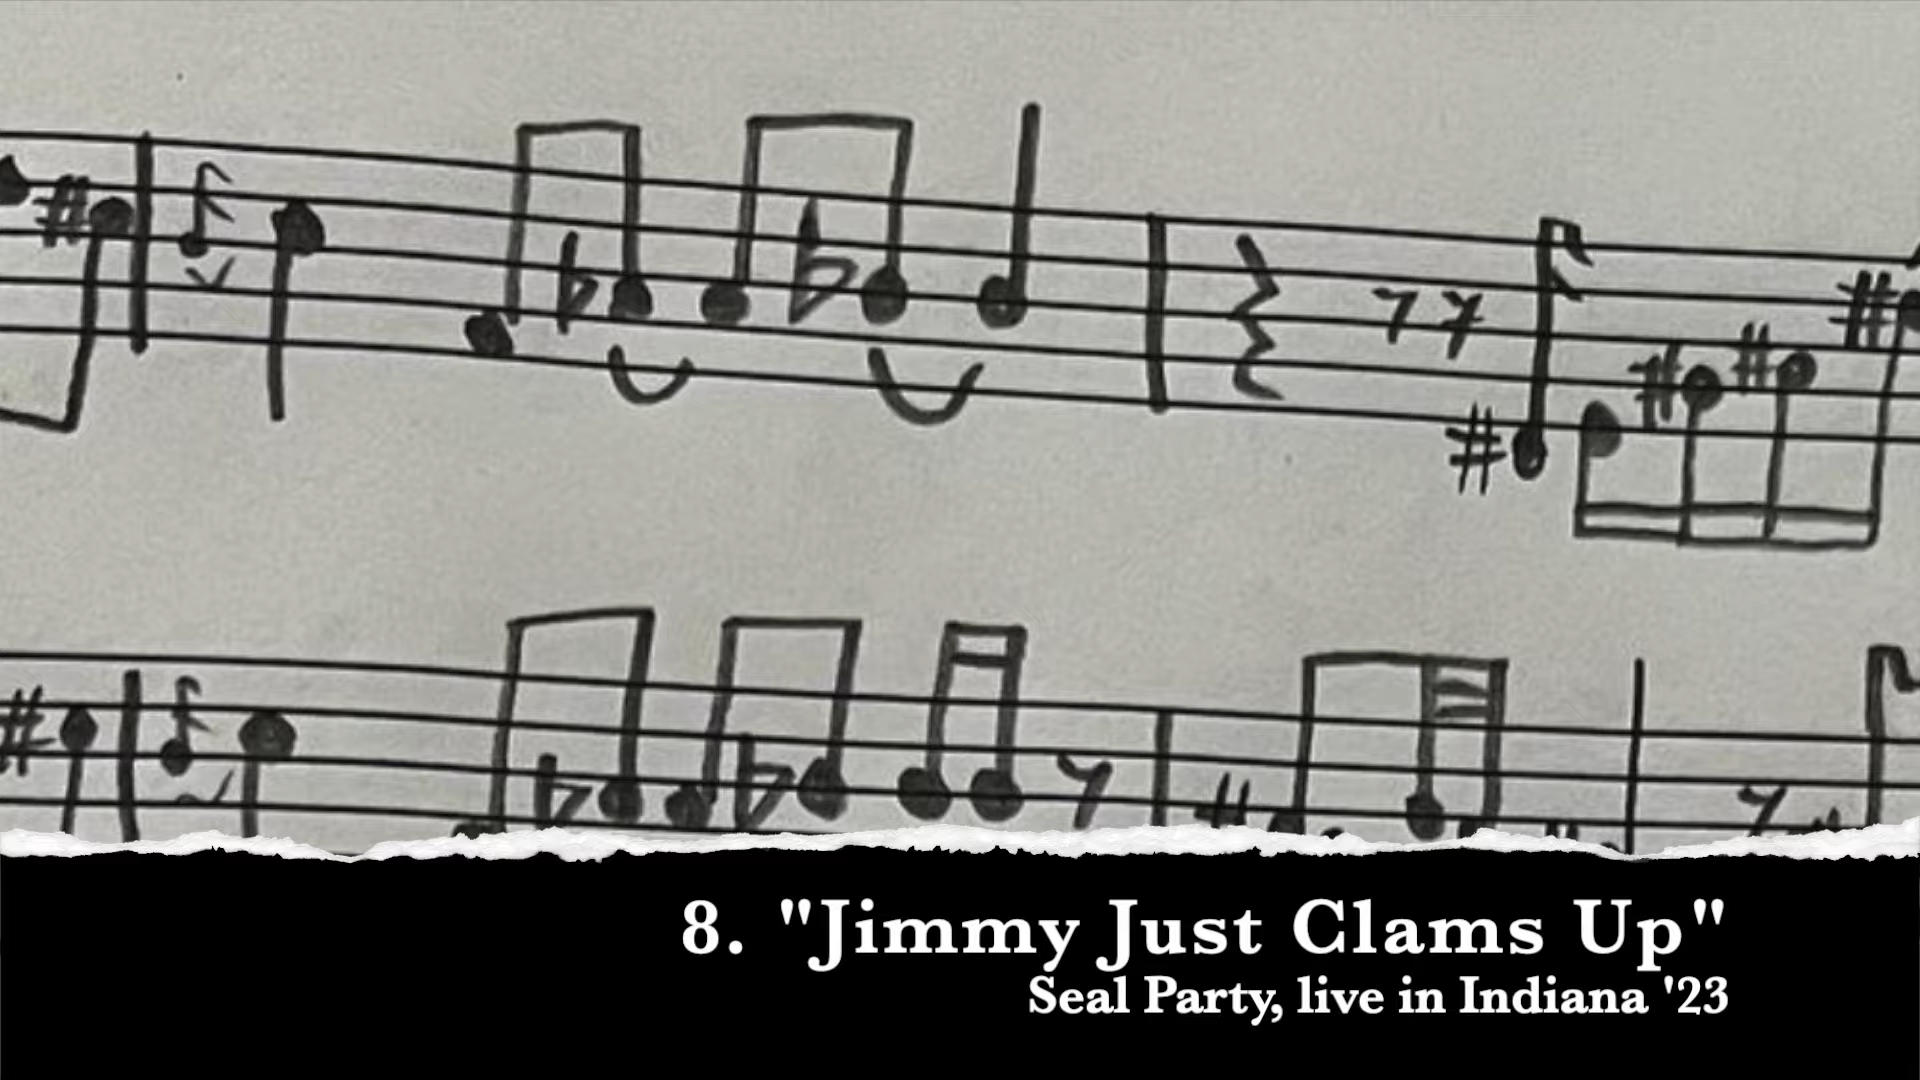 8. "Jimmy Just Clams Up"
Seal Party, live in Indiana '23